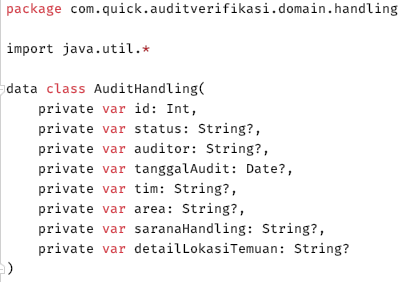 package com.quick.auditverifikasi.domain.handling
import java.util.*
data class AuditHandling(
    private var id: Int,
    private var status: String?,
    private var auditor: String?,
    private var tanggalAudit: Date?,
    private var tim: String?,
    private var area: String?,
    private var saranaHandling: String?,
    private var detailLokasiTemuan: String?
)